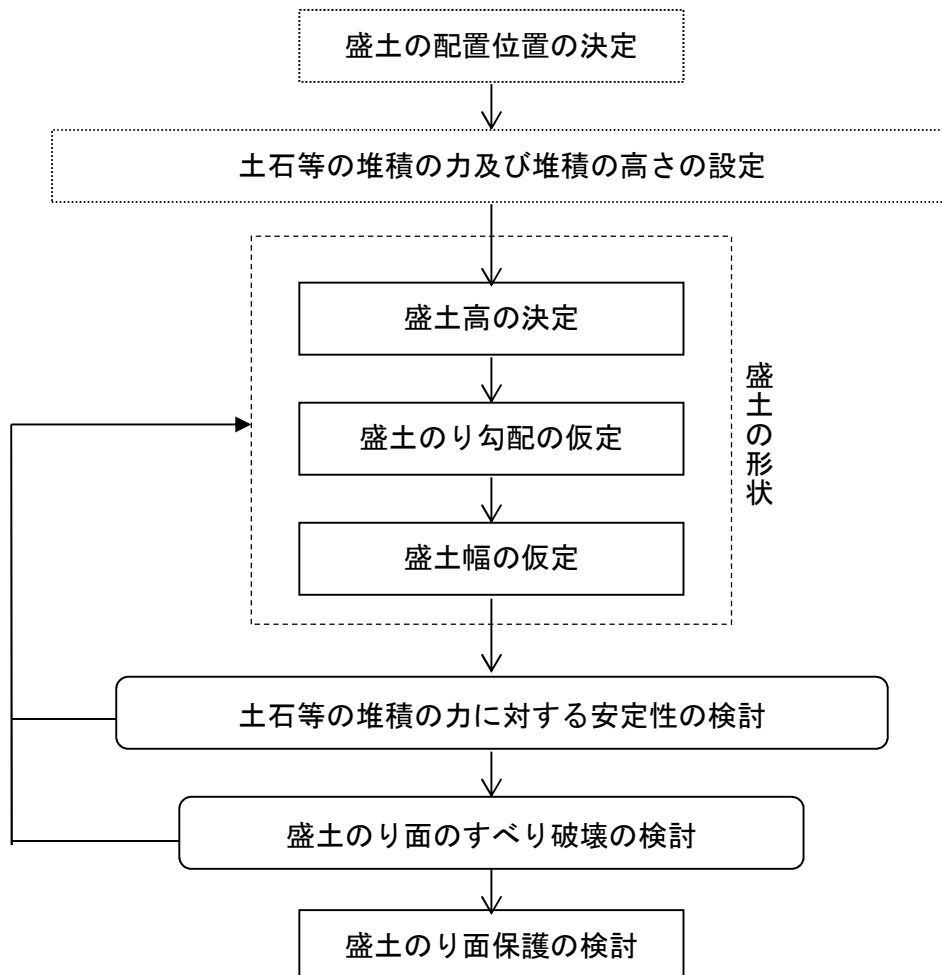 盛土の配置位置の決定
土石等の堆積の力及び堆積の高さの設定
盛土高の決定
盛土のり勾配の仮定
盛土幅の仮定
盛土の形状
土石等の堆積の力に対する安定性の検討
盛土のり面のすべり破壊の検討
盛土のり面保護の検討